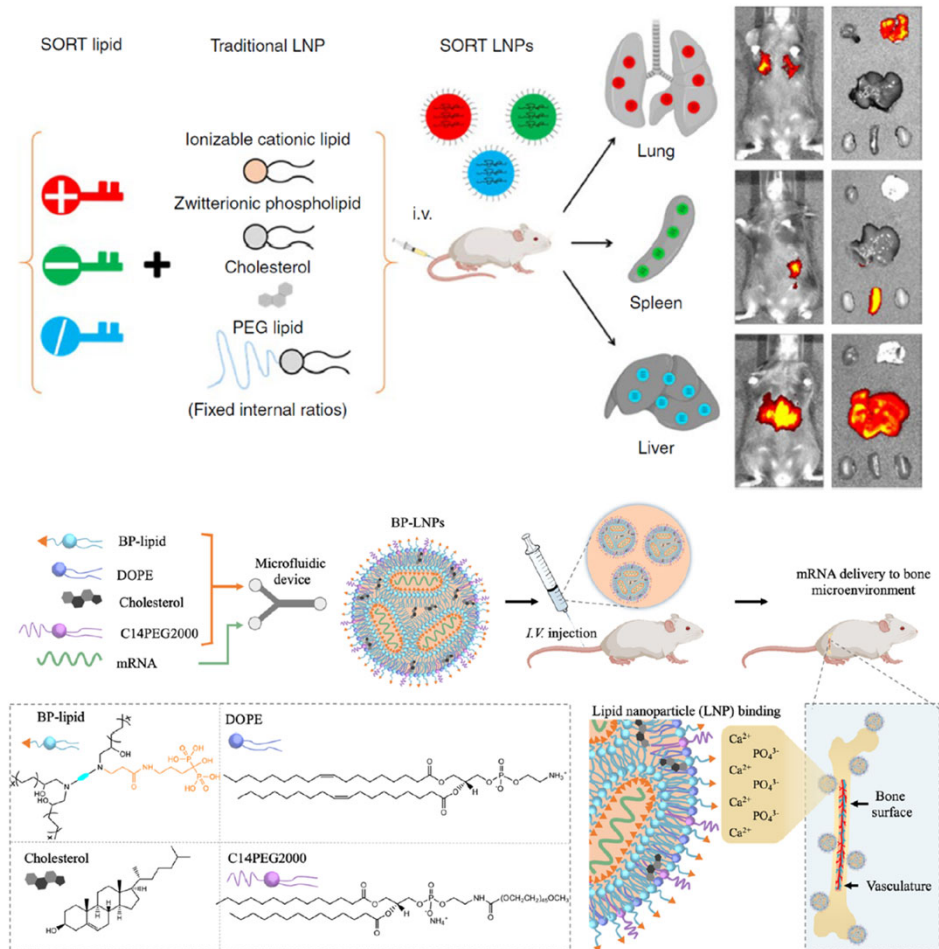 SORT lipid
Traditional LNP
SORT LNPs
Ionizable cationic lipid
Zwitterionic phospholipid
Cholesterol
PEG lipid
(Fixed internal ratios)
i.v.
Lung
Spleen
Liver
BP-lipid
DOPE
Cholesterol
C14PEG2000
mRNA
Microfluidic
device
BP-LNPs
I.V. injection
mRNA delivery to bone
microenvironment
BP-lipid
DOPE
Cholesterol
C14PEG2000
Lipid nanoparticle (LNP) binding
Ca²⁺
PO₄³⁻
Ca²⁺
PO₄³⁻
Ca²⁺
PO₄³⁻
Ca²⁺
Bone
surface
Vasculature